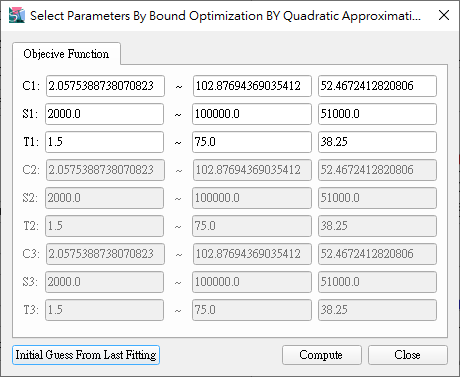 Select Parameters By Bound Optimization BY Quadratic Approximati...
Objecive Function
C1: 2.0575388738070823 ~ 102.87694369035412 52.4672412820806
S1: 2000.0 ~ 100000.0 51000.0
T1: 1.5 ~ 75.0 38.25
C2: 2.0575388738070823 ~ 102.87694369035412 52.4672412820806
S2: 2000.0 ~ 100000.0 51000.0
T2: 1.5 ~ 75.0 38.25
C3: 2.0575388738070823 ~ 102.87694369035412 52.4672412820806
S3: 2000.0 ~ 100000.0 51000.0
T3: 1.5 ~ 75.0 38.25
Initial Guess From Last Fitting Compute Close